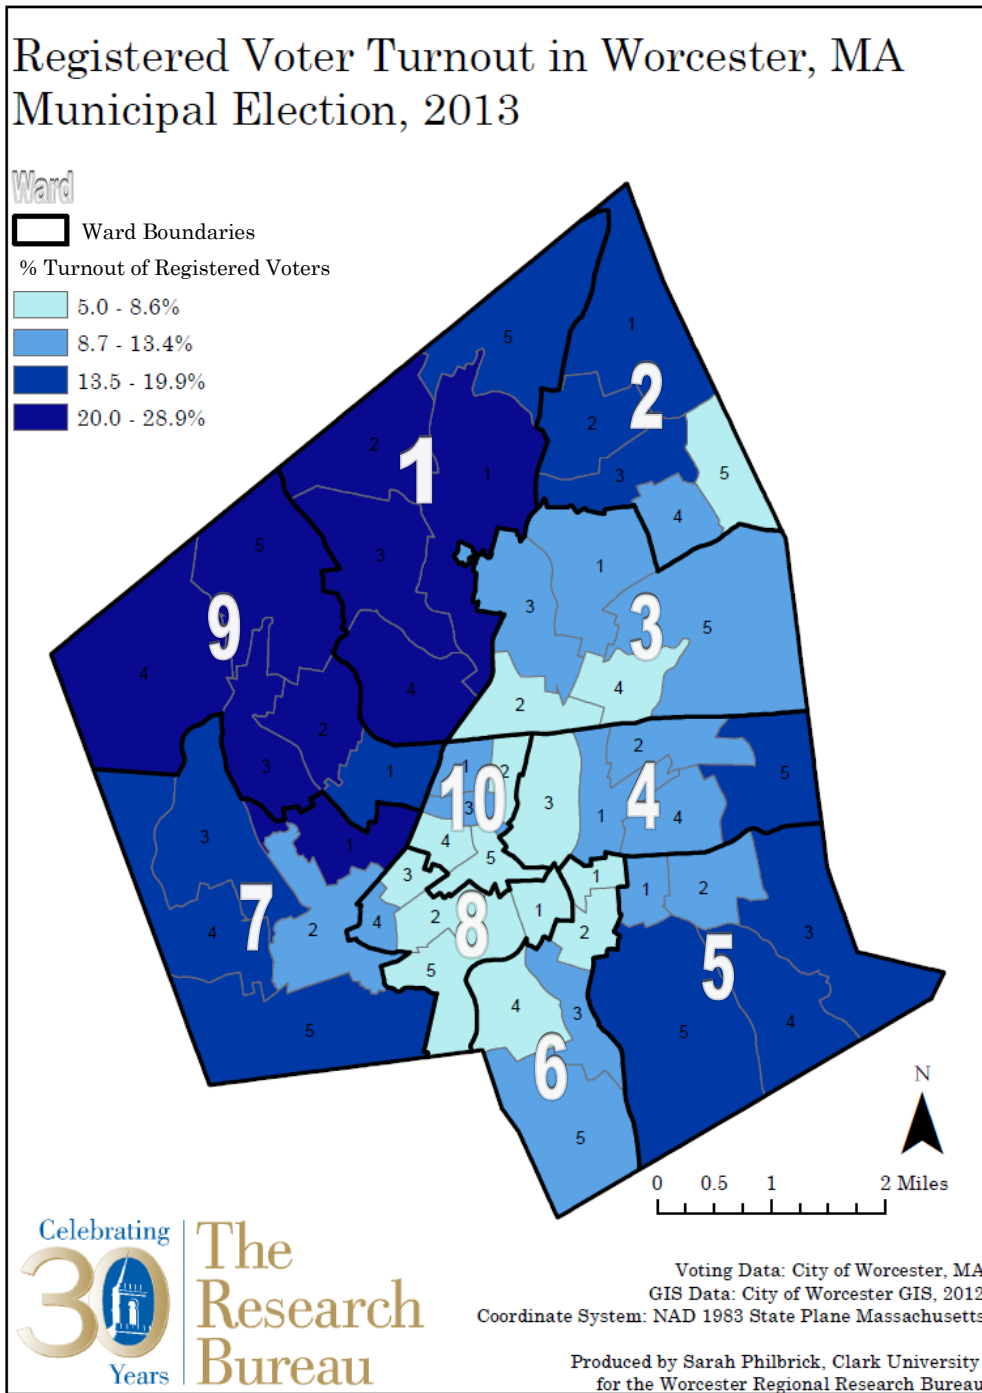 Registered Voter Turnout in Worcester, MA
Municipal Election, 2013
Ward
Ward Boundaries
% Turnout of Registered Voters
5.0 - 8.6%
8.7 - 13.4%
13.5 - 19.9%
20.0 - 28.9%
5
1
2
2
2
1
1
3
5
4
5
3
1
3
3
5
9
4
4
4
2
2
3
1
1
2
10
3
4
5
3
2
4
1
4
5
3
1
7
4
2
3
4
2
8
1
5
1
2
1
2
5
3
5
4
5
4
3
6
5
N
0 0.5 1 2 Miles
Celebrating
30
Years
The
Research
Bureau
Voting Data: City of Worcester, MA
GIS Data: City of Worcester GIS, 2012
Coordinate System: NAD 1983 State Plane Massachusetts
Produced by Sarah Philbrick, Clark University
for the Worcester Regional Research Bureau